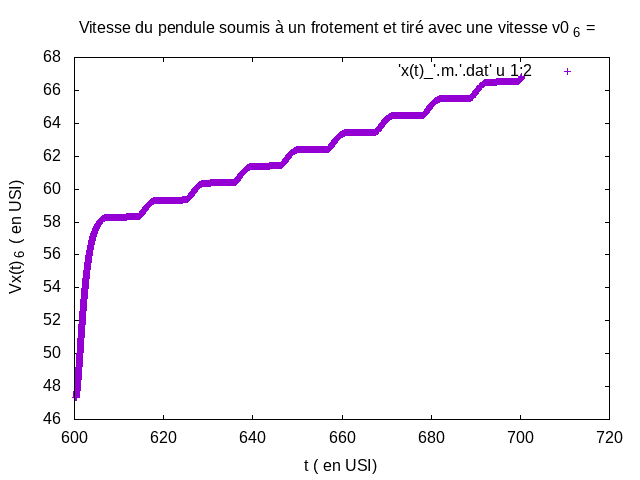 Vitesse du pendule soumis à un frotement et tiré avec une vitesse v0 6 =
'x(t)_'.m.'.dat' u 1:2
68
66
64
62
60
58
56
54
52
50
48
46
Vx(t) 6 ( en USI)
600 620 640 660 680 700 720
t ( en USI)